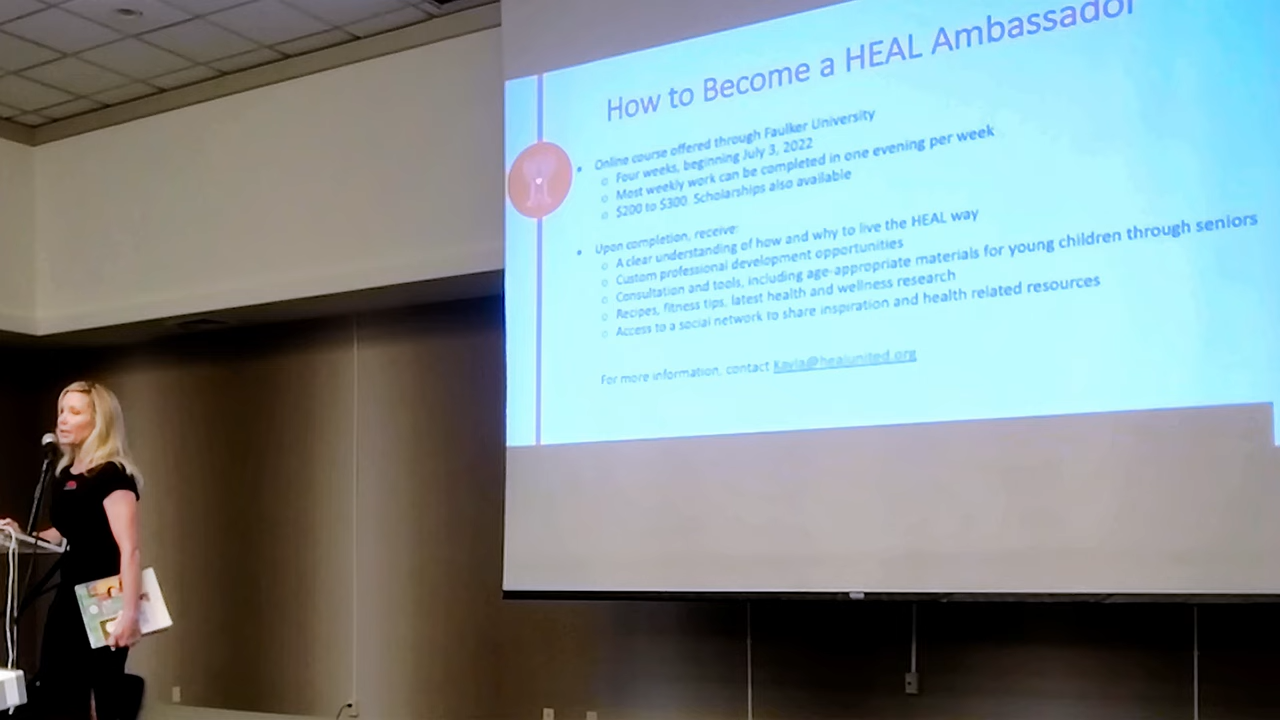 How to Become a HEAL Ambassador
• Online course offered through Faulker University
o Four weeks, beginning July 3, 2022
o Most weekly work can be completed in one evening per week
o $200 to $300. Scholarships also available
• Upon completion, receive:
o A clear understanding of how and why to live the HEAL way
o Custom professional development opportunities
o Consultation and tools, including age-appropriate materials for young children through seniors
o Recipes, fitness tips, latest health and wellness research
o Access to a social network to share inspiration and health related resources
For more information, contact Kayla@healunited.org